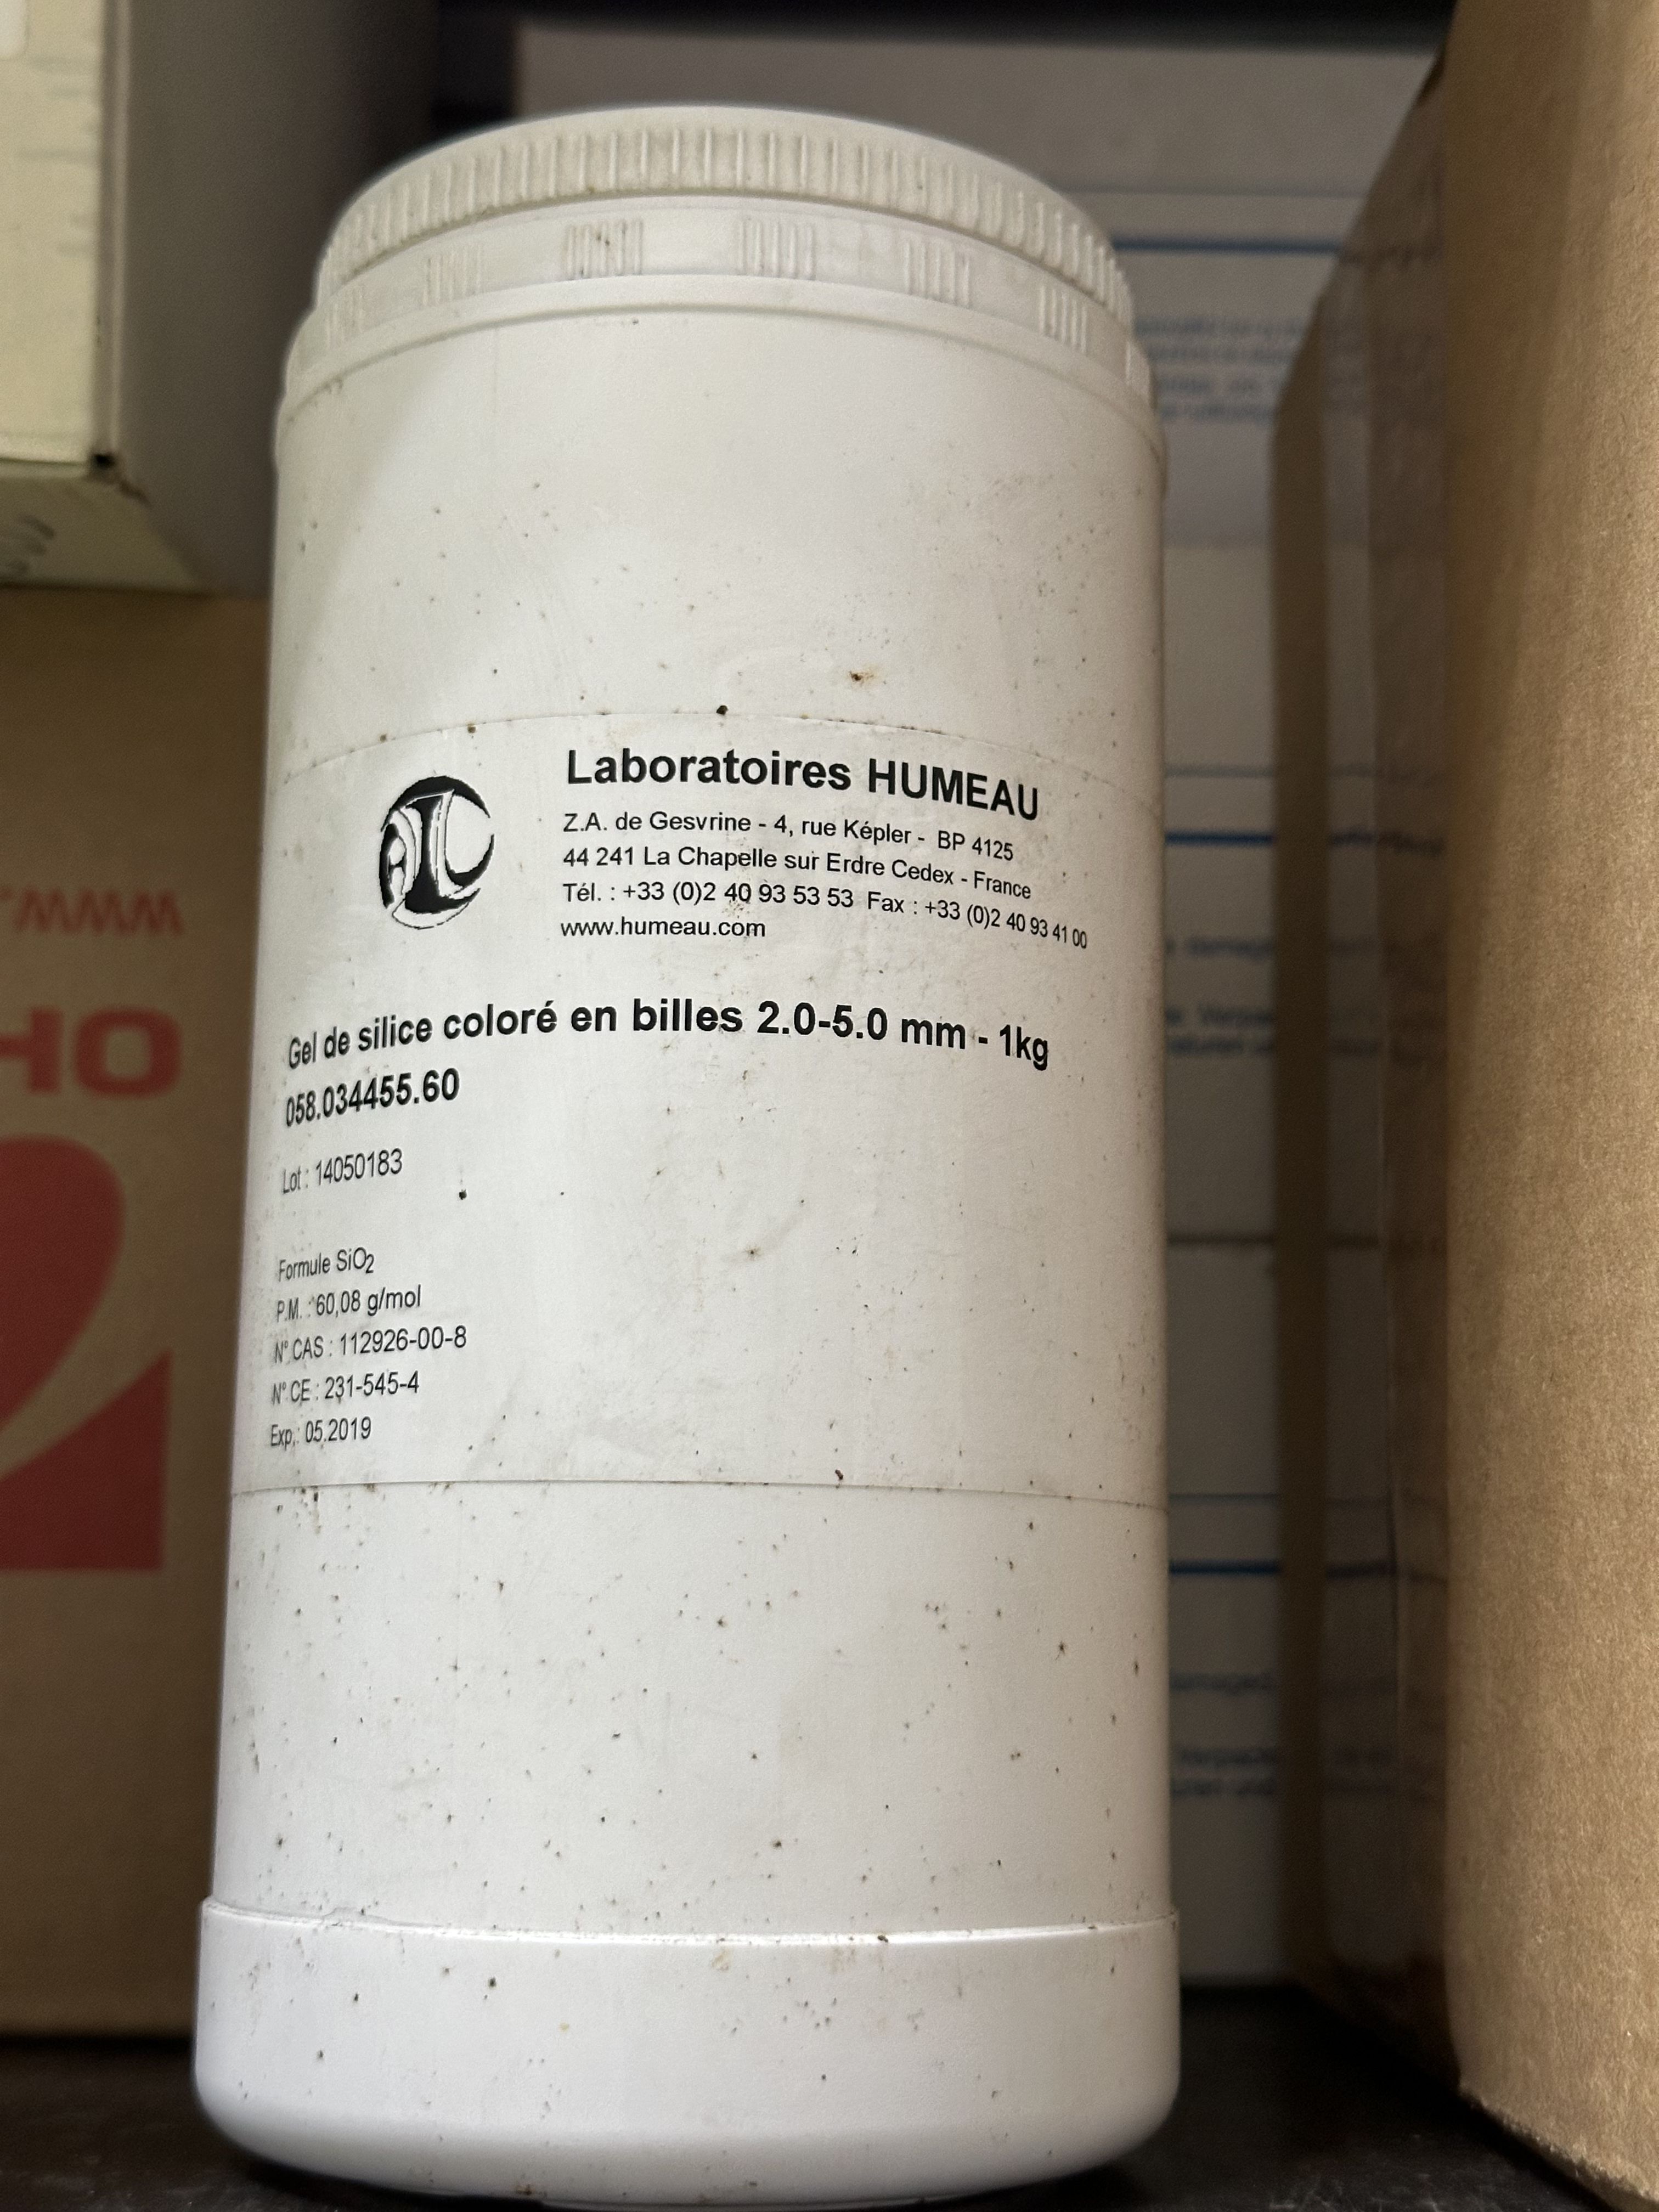 Laboratoires HUMEAU
Z.A. de Gesvrine - 4, rue Képler - BP 4125
44 241 La Chapelle sur Erdre Cedex - France
Tél. : +33 (0)2 40 93 53 53 Fax : +33 (0)2 40 93 41 00
www.humeau.com
Gel de silice coloré en billes 2.0-5.0 mm - 1kg
058.034455.60
Lot : 14050183
Formule SiO2
P.M. : 60,08 g/mol
N° CAS : 112926-00-8
N° CE : 231-545-4
Exp.: 05.2019
www.